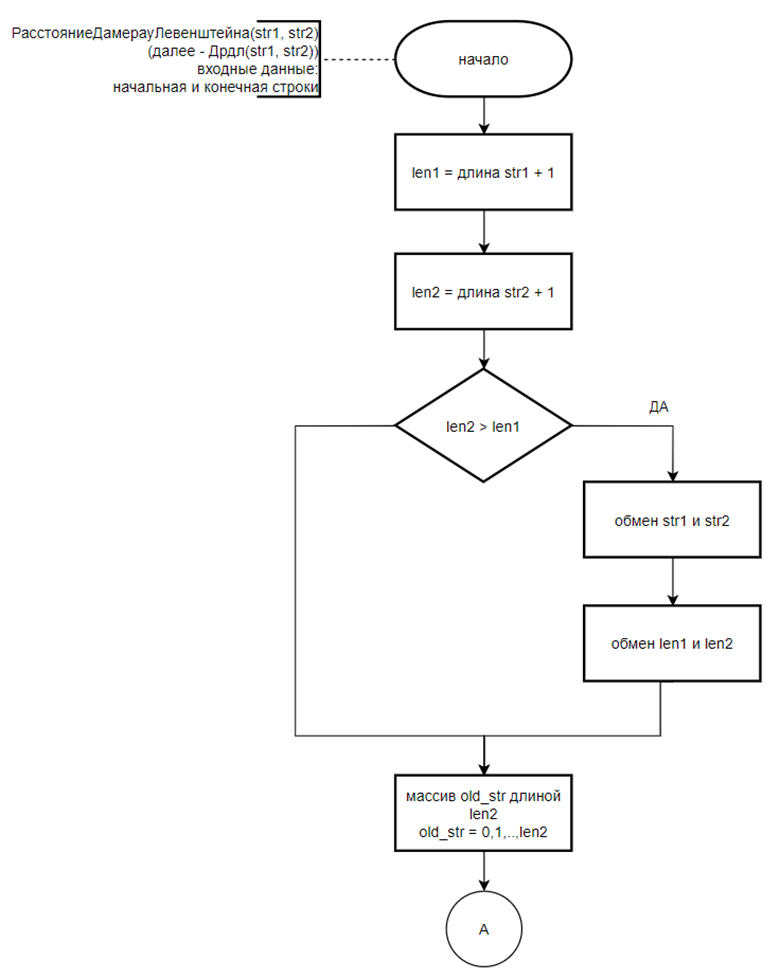 РасстояниеДамерауЛевенштейна(str1, str2)
(далее - Дрдл(str1, str2))
входные данные:
начальная и конечная строки
начало
len1 = длина str1 + 1
len2 = длина str2 + 1
len2 > len1
ДА
обмен str1 и str2
обмен len1 и len2
массив old_str длиной
len2
old_str = 0,1,..,len2
А